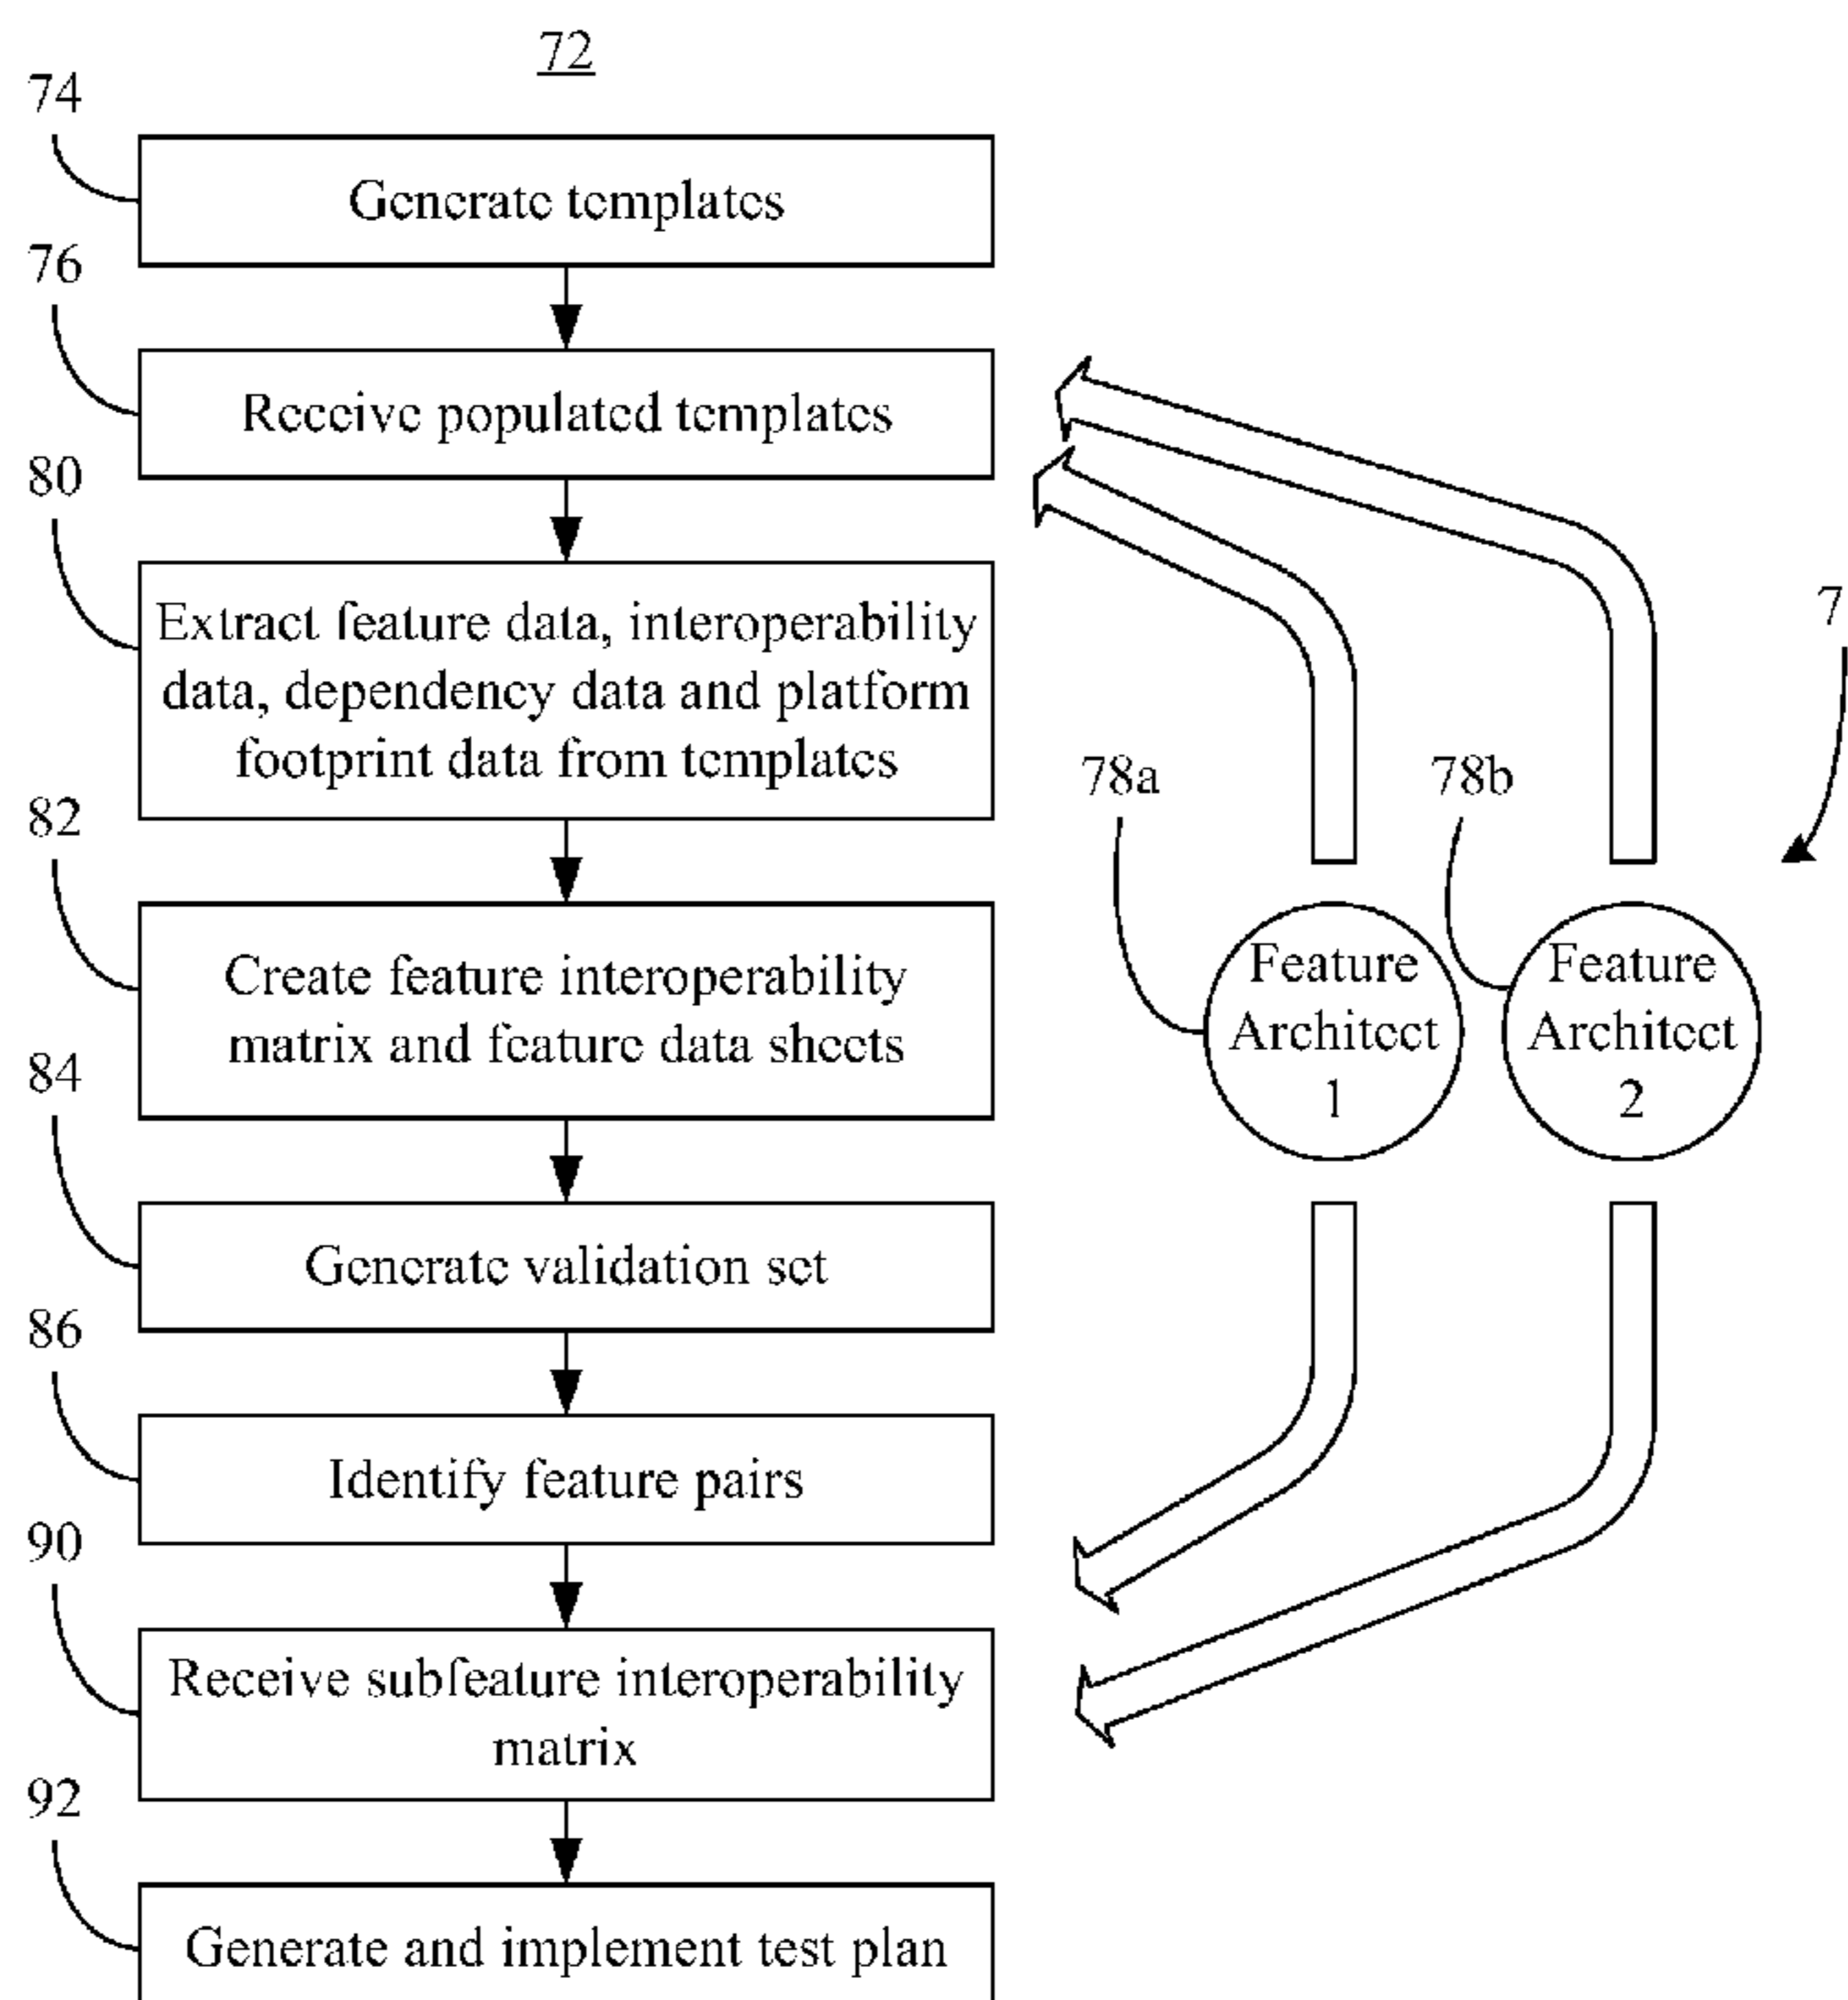 72
74
Generate templates
76
Receive populated templates
80
Extract feature data, interoperability
data, dependency data and platform
footprint data from templates
82
Create feature interoperability
matrix and feature data sheets
84
Generate validation set
86
Identify feature pairs
90
Receive subfeature interoperability
matrix
92
Generate and implement test plan
7
78a
78b
Feature
Architect
1
Feature
Architect
2